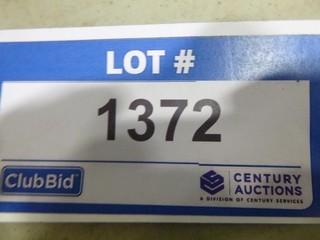 LOT #
1372
ClubBid
CENTURY
AUCTIONS
A DIVISION OF CENTURY SERVICES